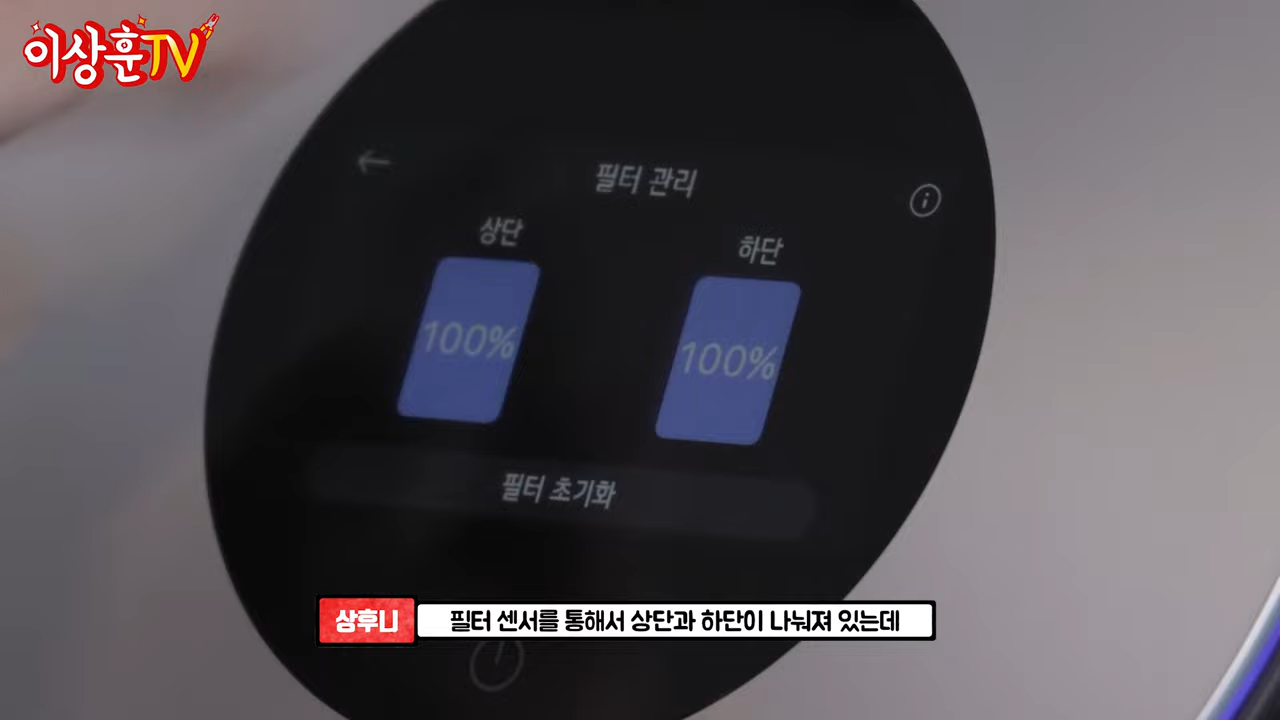 이상훈TV
필터 관리
상단
하단
100%
100%
필터 초기화
상후니
필터 센서를 통해서 상단과 하단이 나눠져 있는데